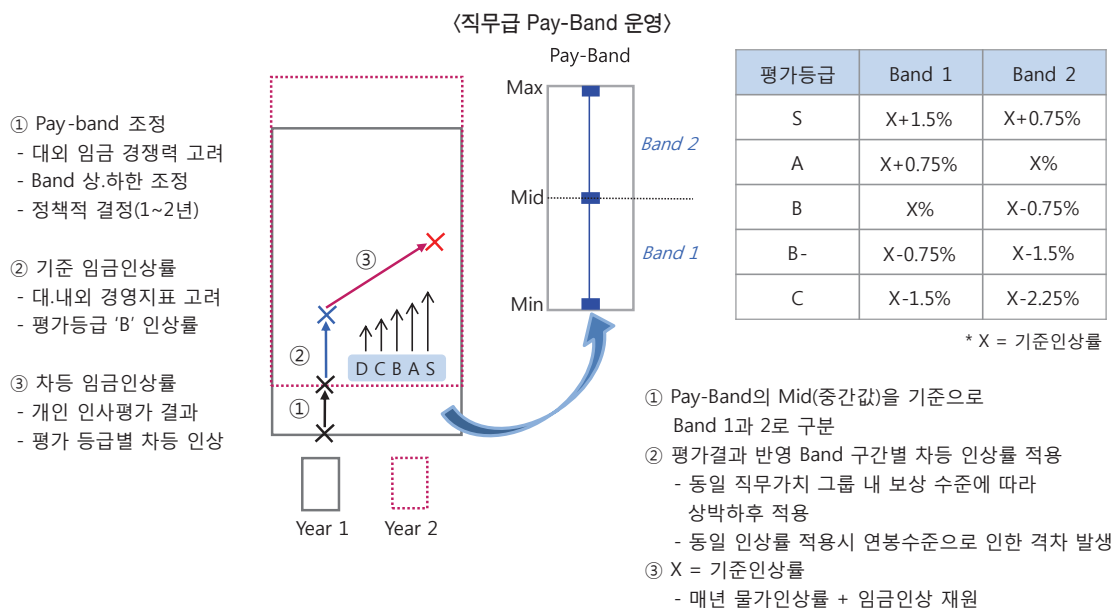 〈직무급 Pay-Band 운영〉
① Pay-band 조정
- 대외 임금 경쟁력 고려
- Band 상.하한 조정
- 정책적 결정(1~2년)
② 기준 임금인상률
- 대.내외 경영지표 고려
- 평가등급 'B' 인상률
③ 차등 임금인상률
- 개인 인사평가 결과
- 평가 등급별 차등 인상
③
②
D C B A S
①
Year 1
Year 2
Pay-Band
Max
Band 2
Mid
Band 1
Min
평가등급 Band 1 Band 2
S X+1.5% X+0.75%
A X+0.75% X%
B X% X-0.75%
B- X-0.75% X-1.5%
C X-1.5% X-2.25%
* X = 기준인상률
① Pay-Band의 Mid(중간값)을 기준으로
Band 1과 2로 구분
② 평가결과 반영 Band 구간별 차등 인상률 적용
- 동일 직무가치 그룹 내 보상 수준에 따라
상박하후 적용
- 동일 인상률 적용시 연봉수준으로 인한 격차 발생
③ X = 기준인상률
- 매년 물가인상률 + 임금인상 재원